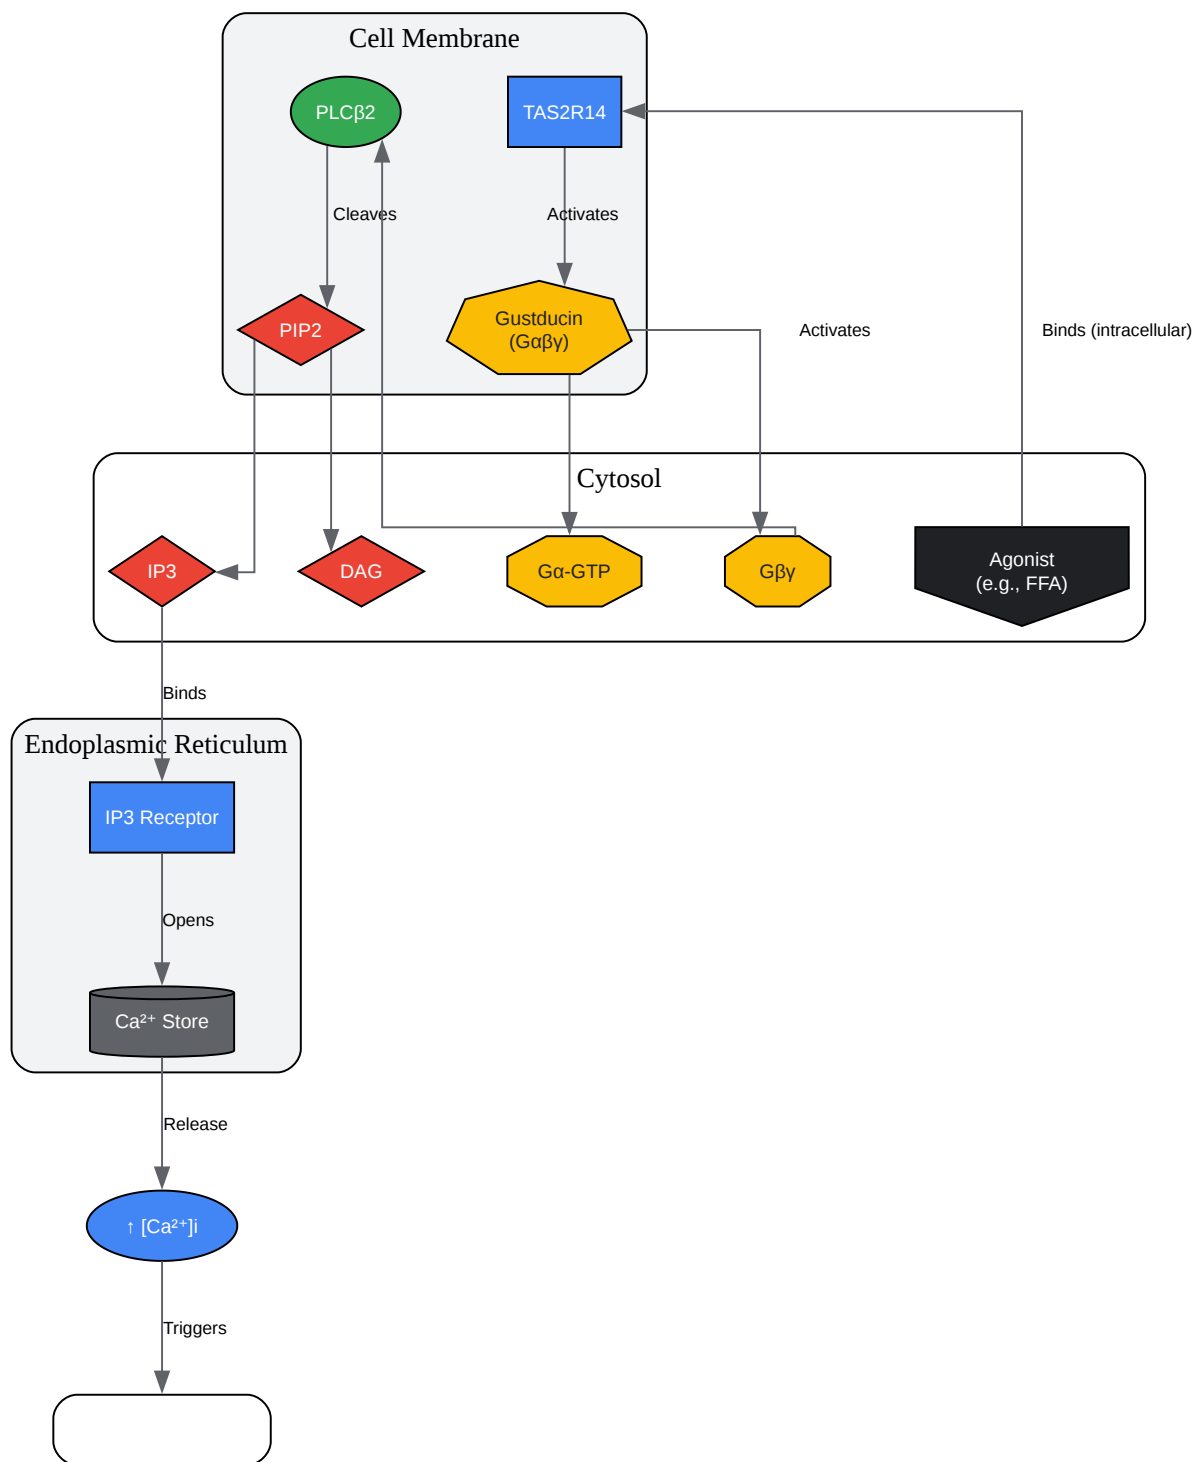 Cell Membrane
PLCβ2
TAS2R14
Cleaves
Activates
PIP2
Gustducin
(Gαβγ)
Activates
Binds (intracellular)
Cytosol
IP3
DAG
Gα-GTP
Gβγ
Agonist
(e.g., FFA)
Binds
Endoplasmic Reticulum
IP3 Receptor
Opens
Ca²⁺ Store
Release
↑ [Ca²⁺]i
Triggers